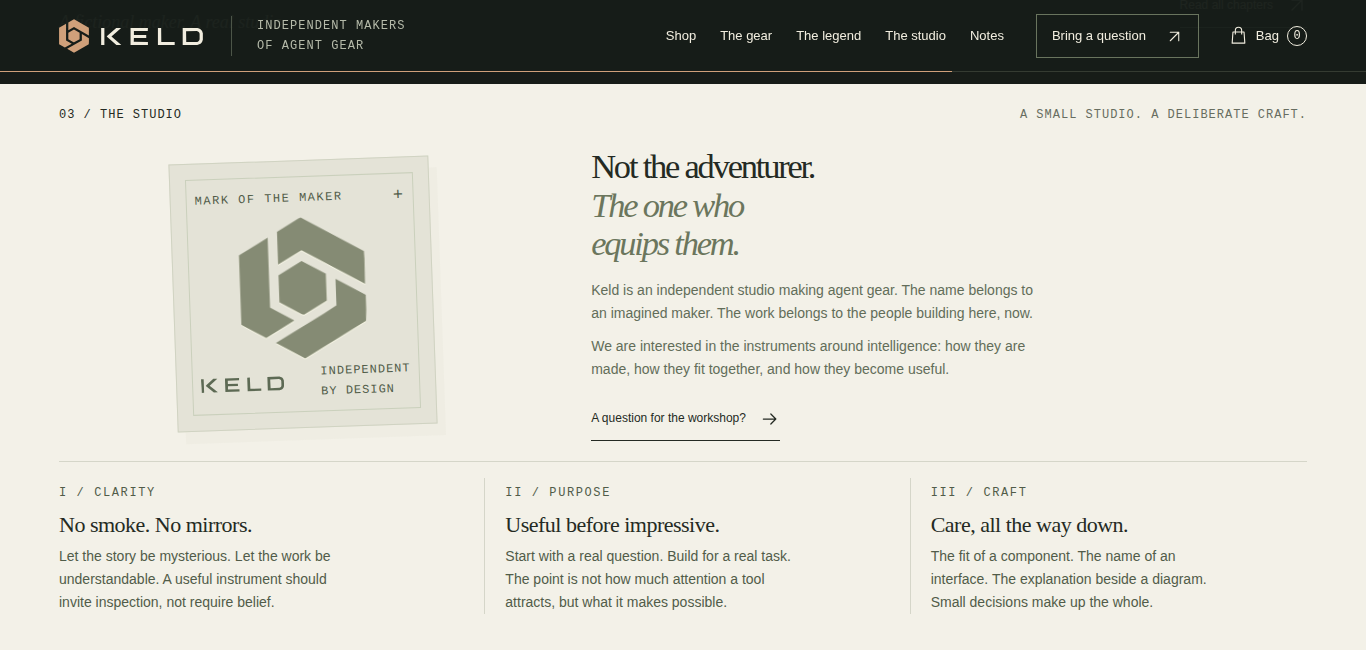 KELD
INDEPENDENT MAKERS
OF AGENT GEAR
Shop
The gear
The legend
The studio
Notes
Bring a question
Bag
0
03 / THE STUDIO
A SMALL STUDIO. A DELIBERATE CRAFT.
MARK OF THE MAKER +
KELD
INDEPENDENT
BY DESIGN
Not the adventurer.
The one who
equips them.
Keld is an independent studio making agent gear. The name belongs to
an imagined maker. The work belongs to the people building here, now.
We are interested in the instruments around intelligence: how they are
made, how they fit together, and how they become useful.
A question for the workshop?
I / CLARITY
No smoke. No mirrors.
Let the story be mysterious. Let the work be
understandable. A useful instrument should
invite inspection, not require belief.
II / PURPOSE
Useful before impressive.
Start with a real question. Build for a real task.
The point is not how much attention a tool
attracts, but what it makes possible.
III / CRAFT
Care, all the way down.
The fit of a component. The name of an
interface. The explanation beside a diagram.
Small decisions make up the whole.